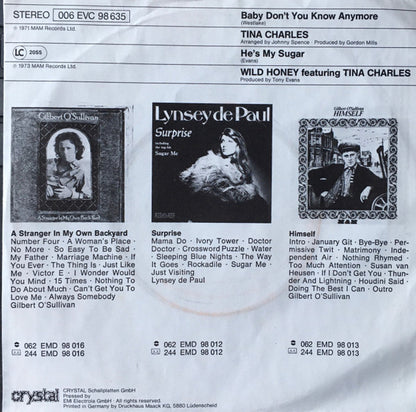 STEREO 006 EVC 98 635
℗ 1971 MAM Records Ltd.
LC 2055
℗ 1973 MAM Records Ltd.
Baby Don't You Know Anymore
(Westlake)
TINA CHARLES
Arranged by Johnny Spence · Produced by Gordon Mills
He's My Sugar
(Evans)
WILD HONEY featuring TINA CHARLES
Produced by Tony Evans
Gilbert O'Sullivan
A Stranger In My Own Back Yard
Lynsey de Paul
Surprise
including
the top hit
Sugar Me
Gilbert O'Sullivan
HIMSELF
MAM
A Stranger In My Own Backyard
Number Four · A Woman's Place ·
No More · So Easy To Be Sad ·
My Father · Marriage Machine · If
You Ever · The Thing Is · Just Like
Me · Victor E · I Wonder Would
You Mind · 15 Times · Nothing To
Do About Much · Can't Get You To
Love Me · Always Somebody
Gilbert O'Sullivan
062 EMD 98 016
244 EMD 98 016
Surprise
Mama Do · Ivory Tower · Doctor
Doctor · Crossword Puzzle · Water
· Sleeping Blue Nights · The Way
It Goes · Rockadile · Sugar Me ·
Just Visiting
Lynsey de Paul
062 EMD 98 012
244 EMD 98 012
Himself
Intro · January Git · Bye-Bye · Per-
missive Twit · Matrimony · Inde-
pendent Air · Nothing Rhymed ·
Too Much Attention · Susan van
Heusen · If I Don't Get You · Thun-
der And Lightning · Houdini Said ·
Doing The Best I Can · Outro
Gilbert O'Sullivan
062 EMD 98 013
244 EMD 98 013
crystal
CRYSTAL Schallplatten GmbH
Pressed by
EMI Electrola GmbH · All rights reserved.
Printed in Germany by Druckhaus Maack KG, 5880 Lüdenscheid